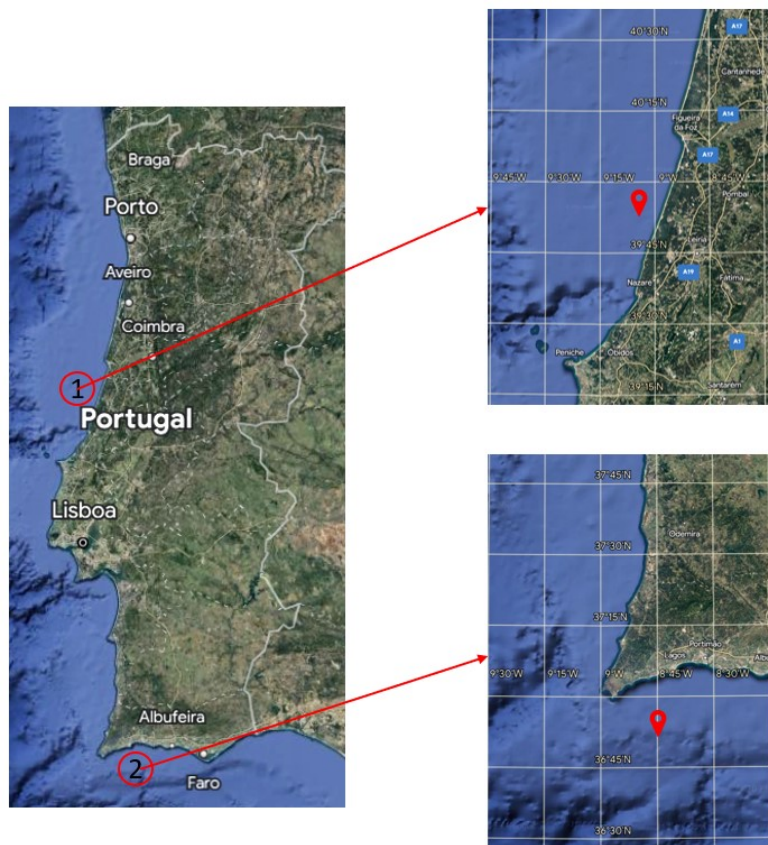 Braga
Porto
Aveiro
Coimbra
1
Portugal
Lisboa
Albufeira
2
Faro
40°30'N
A17
Cantanhede
40°15'N
Figueira
da Foz
A14
A17
9°45'W 9°30'W 9°15'W 9°W 8°45'W
Pombal
39°45'N
Leiria
Nazaré
A19
Fátima
39°30'N
Peniche
Óbidos
A1
39°15'N
Santarém
37°45'N
Odemira
37°30'N
37°15'N
Portimão
Lagos
9°30'W 9°15'W 9°W 8°45'W 8°30'W
36°45'N
36°30'N